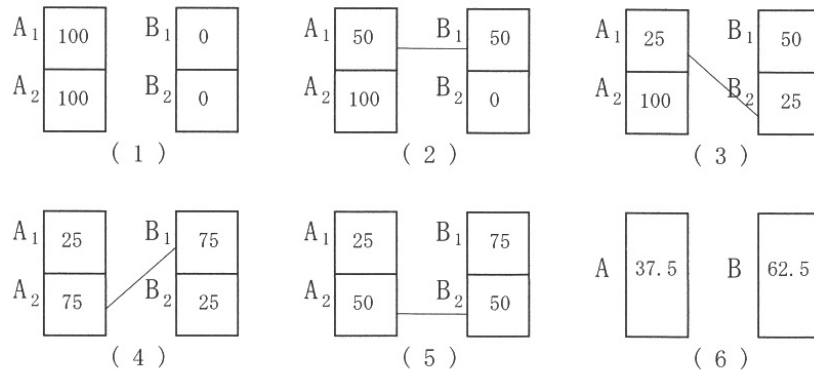 A₁ 100 B₁ 0
A₂ 100 B₂ 0
( 1 )
A₁ 50 B₁ 50
A₂ 100 B₂ 0
( 2 )
A₁ 25 B₁ 50
A₂ 100 B₂ 25
( 3 )
A₁ 25 B₁ 75
A₂ 75 B₂ 25
( 4 )
A₁ 25 B₁ 75
A₂ 50 B₂ 50
( 5 )
A 37.5 B 62.5
( 6 )